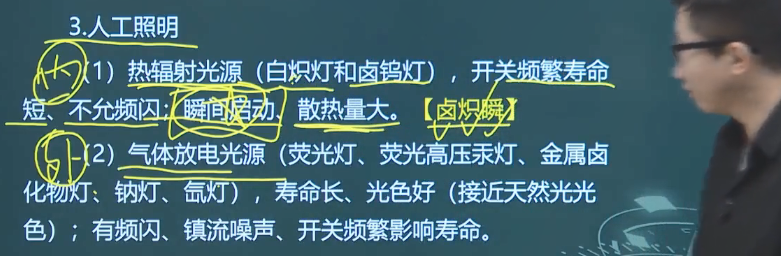 3.人工照明
(1)热辐射光源(白炽灯和卤钨灯),开关频繁寿命
短、不允频闪;瞬间启动、散热量大。【卤炽瞬】
(2)气体放电光源(荧光灯、荧光高压汞灯、金属卤
化物灯、钠灯、氙灯),寿命长、光色好(接近天然光光
色);有频闪、镇流噪声、开关频繁影响寿命。